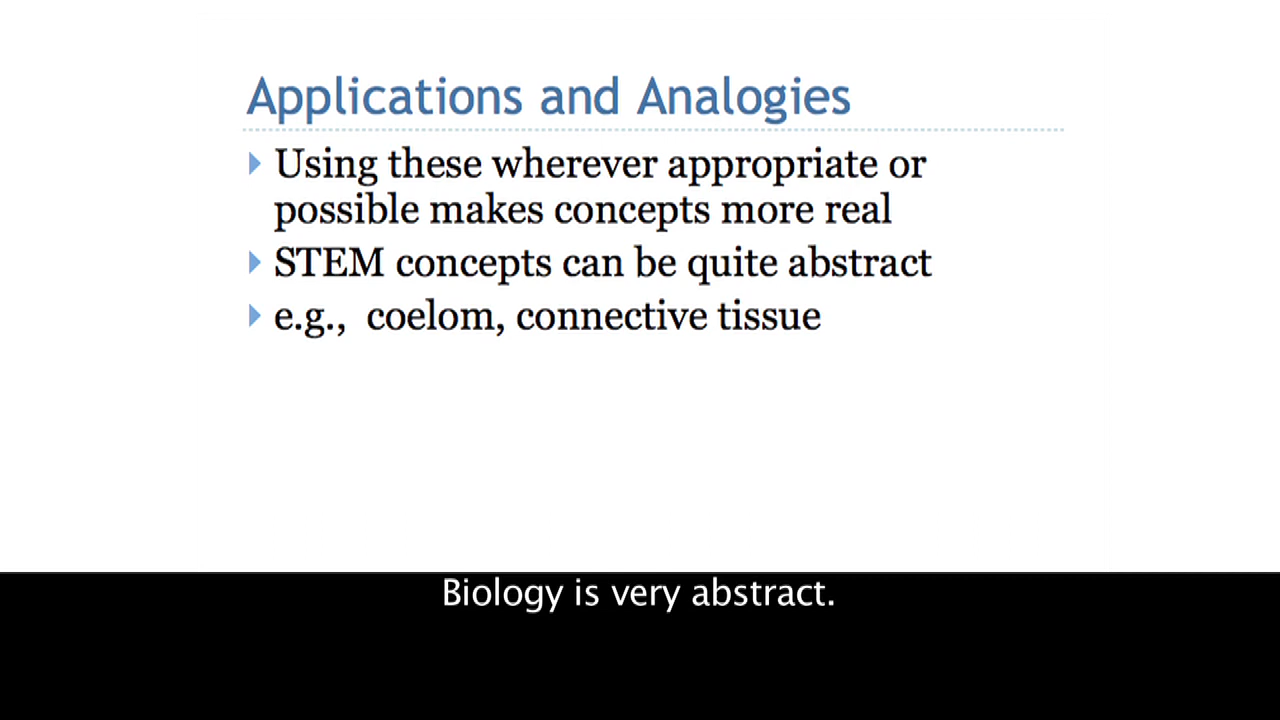 Applications and Analogies
Using these wherever appropriate or
possible makes concepts more real
STEM concepts can be quite abstract
e.g., coelom, connective tissue
Biology is very abstract.